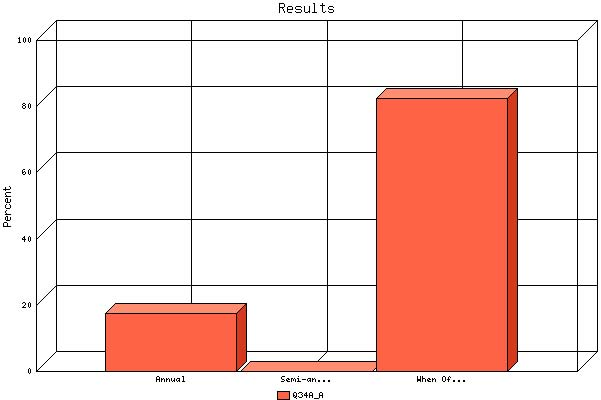 Results
100
80
60
40
20
0
Percent
Annual Semi-an... When Of...
Q34A_A